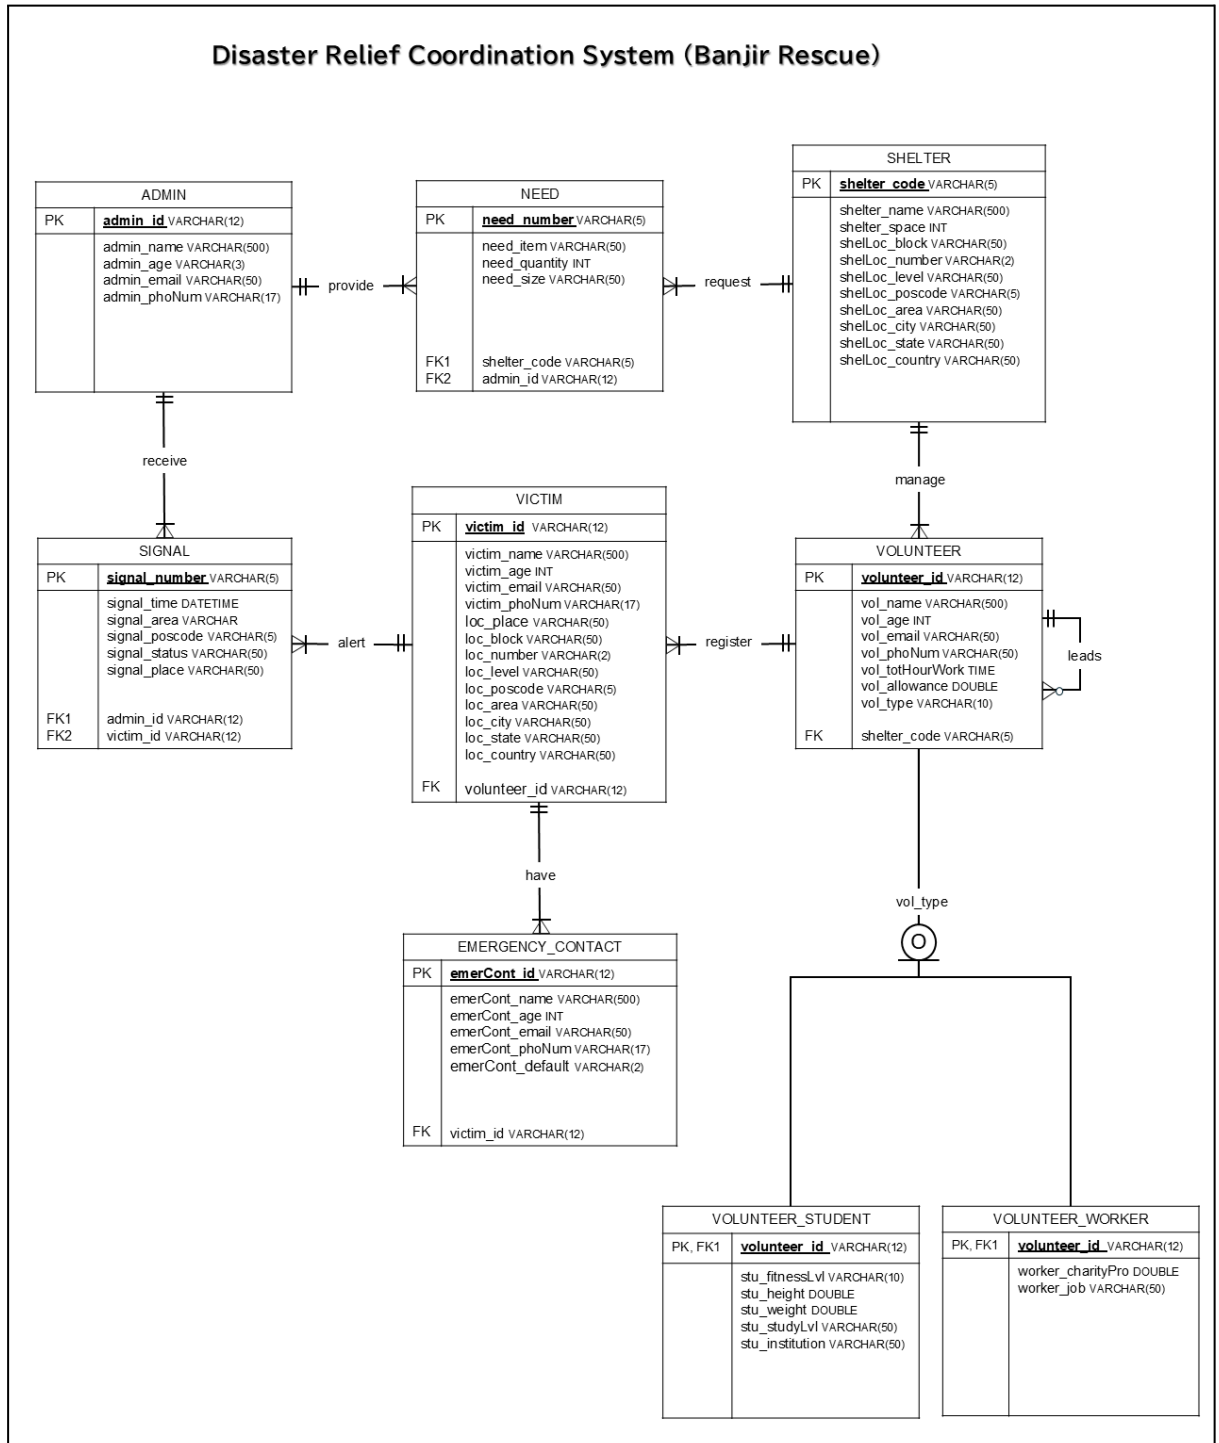 Disaster Relief Coordination System (Banjir Rescue)
ADMIN
PK admin_id VARCHAR(12)
admin_name VARCHAR(500)
admin_age VARCHAR(3)
admin_email VARCHAR(50)
admin_phoNum VARCHAR(17)
provide
NEED
PK need_number VARCHAR(5)
need_item VARCHAR(50)
need_quantity INT
need_size VARCHAR(50)
FK1 shelter_code VARCHAR(5)
FK2 admin_id VARCHAR(12)
request
SHELTER
PK shelter_code VARCHAR(5)
shelter_name VARCHAR(500)
shelter_space INT
shelLoc_block VARCHAR(50)
shelLoc_number VARCHAR(2)
shelLoc_level VARCHAR(50)
shelLoc_poscode VARCHAR(5)
shelLoc_area VARCHAR(50)
shelLoc_city VARCHAR(50)
shelLoc_state VARCHAR(50)
shelLoc_country VARCHAR(50)
receive
manage
SIGNAL
PK signal_number VARCHAR(5)
signal_time DATETIME
signal_area VARCHAR
signal_poscode VARCHAR(5)
signal_status VARCHAR(50)
signal_place VARCHAR(50)
FK1 admin_id VARCHAR(12)
FK2 victim_id VARCHAR(12)
alert
VICTIM
PK victim_id VARCHAR(12)
victim_name VARCHAR(500)
victim_age INT
victim_email VARCHAR(50)
victim_phoNum VARCHAR(17)
loc_place VARCHAR(50)
loc_block VARCHAR(50)
loc_number VARCHAR(2)
loc_level VARCHAR(50)
loc_poscode VARCHAR(5)
loc_area VARCHAR(50)
loc_city VARCHAR(50)
loc_state VARCHAR(50)
loc_country VARCHAR(50)
FK volunteer_id VARCHAR(12)
register
VOLUNTEER
PK volunteer_id VARCHAR(12)
vol_name VARCHAR(500)
vol_age INT
vol_email VARCHAR(50)
vol_phoNum VARCHAR(50)
vol_totHourWork TIME
vol_allowance DOUBLE
vol_type VARCHAR(10)
FK shelter_code VARCHAR(5)
leads
have
vol_type
O
EMERGENCY_CONTACT
PK emerCont_id VARCHAR(12)
emerCont_name VARCHAR(500)
emerCont_age INT
emerCont_email VARCHAR(50)
emerCont_phoNum VARCHAR(17)
emerCont_default VARCHAR(2)
FK victim_id VARCHAR(12)
VOLUNTEER_STUDENT
PK, FK1 volunteer_id VARCHAR(12)
stu_fitnessLvl VARCHAR(10)
stu_height DOUBLE
stu_weight DOUBLE
stu_studyLvl VARCHAR(50)
stu_institution VARCHAR(50)
VOLUNTEER_WORKER
PK, FK1 volunteer_id VARCHAR(12)
worker_charityPro DOUBLE
worker_job VARCHAR(50)